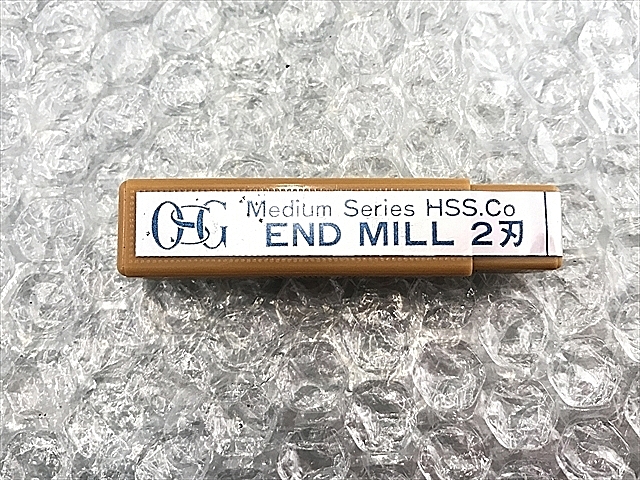 OSG Medium Series HSS.Co
END MILL 2刃